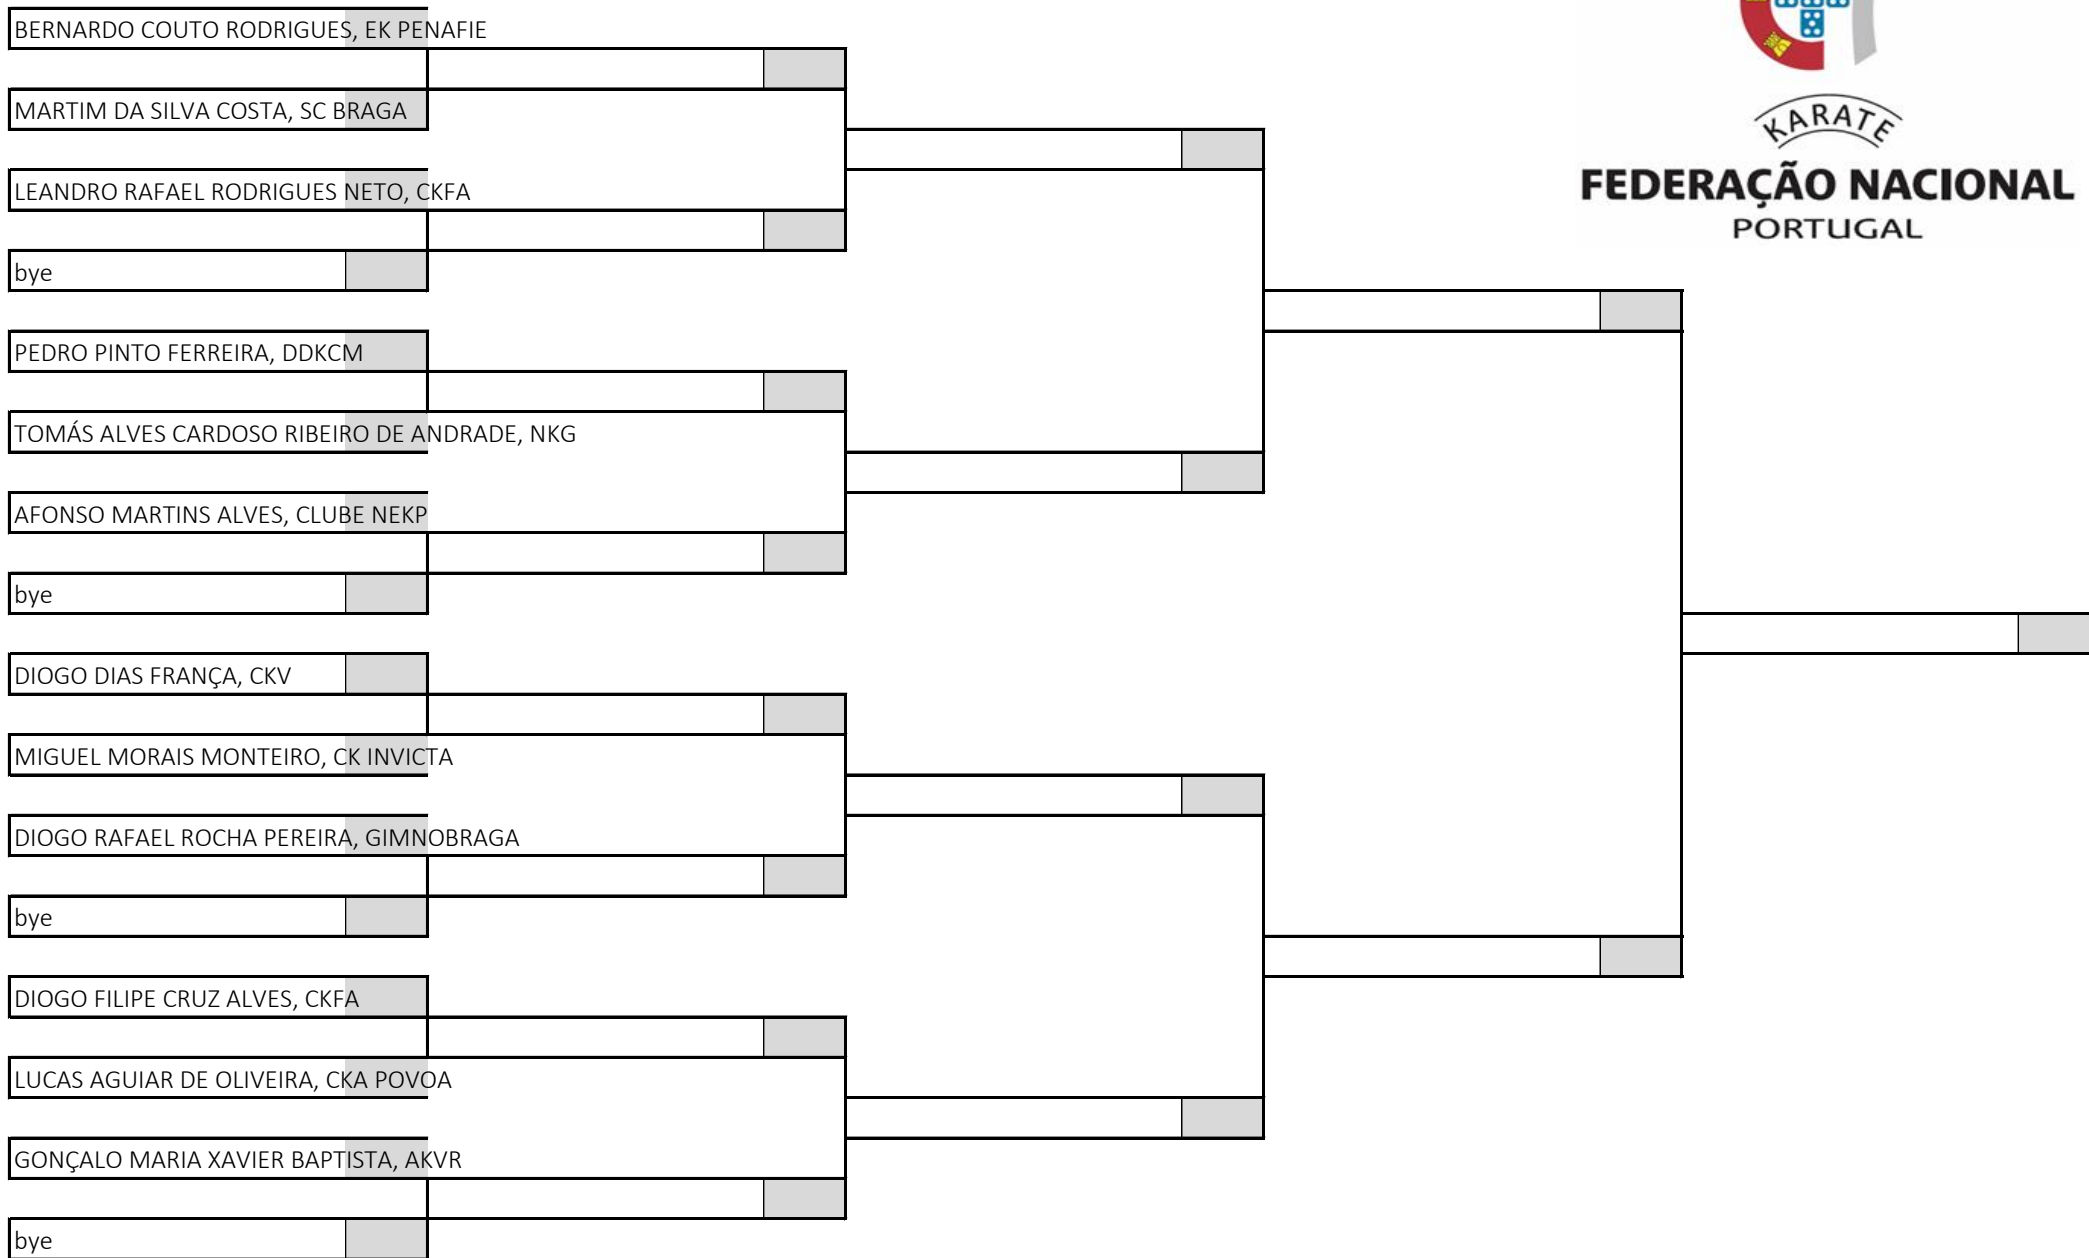 BERNARDO COUTO RODRIGUES, EK PENAFIE
MARTIM DA SILVA COSTA, SC BRAGA
LEANDRO RAFAEL RODRIGUES NETO, CKFA
bye
PEDRO PINTO FERREIRA, DDKCM
TOMÁS ALVES CARDOSO RIBEIRO DE ANDRADE, NKG
AFONSO MARTINS ALVES, CLUBE NEKP
bye
DIOGO DIAS FRANÇA, CKV
MIGUEL MORAIS MONTEIRO, CK INVICTA
DIOGO RAFAEL ROCHA PEREIRA, GIMNOBRAGA
bye
DIOGO FILIPE CRUZ ALVES, CKFA
LUCAS AGUIAR DE OLIVEIRA, CKA POVOA
GONÇALO MARIA XAVIER BAPTISTA, AKVR
bye
KARATE
FEDERAÇÃO NACIONAL
PORTUGAL